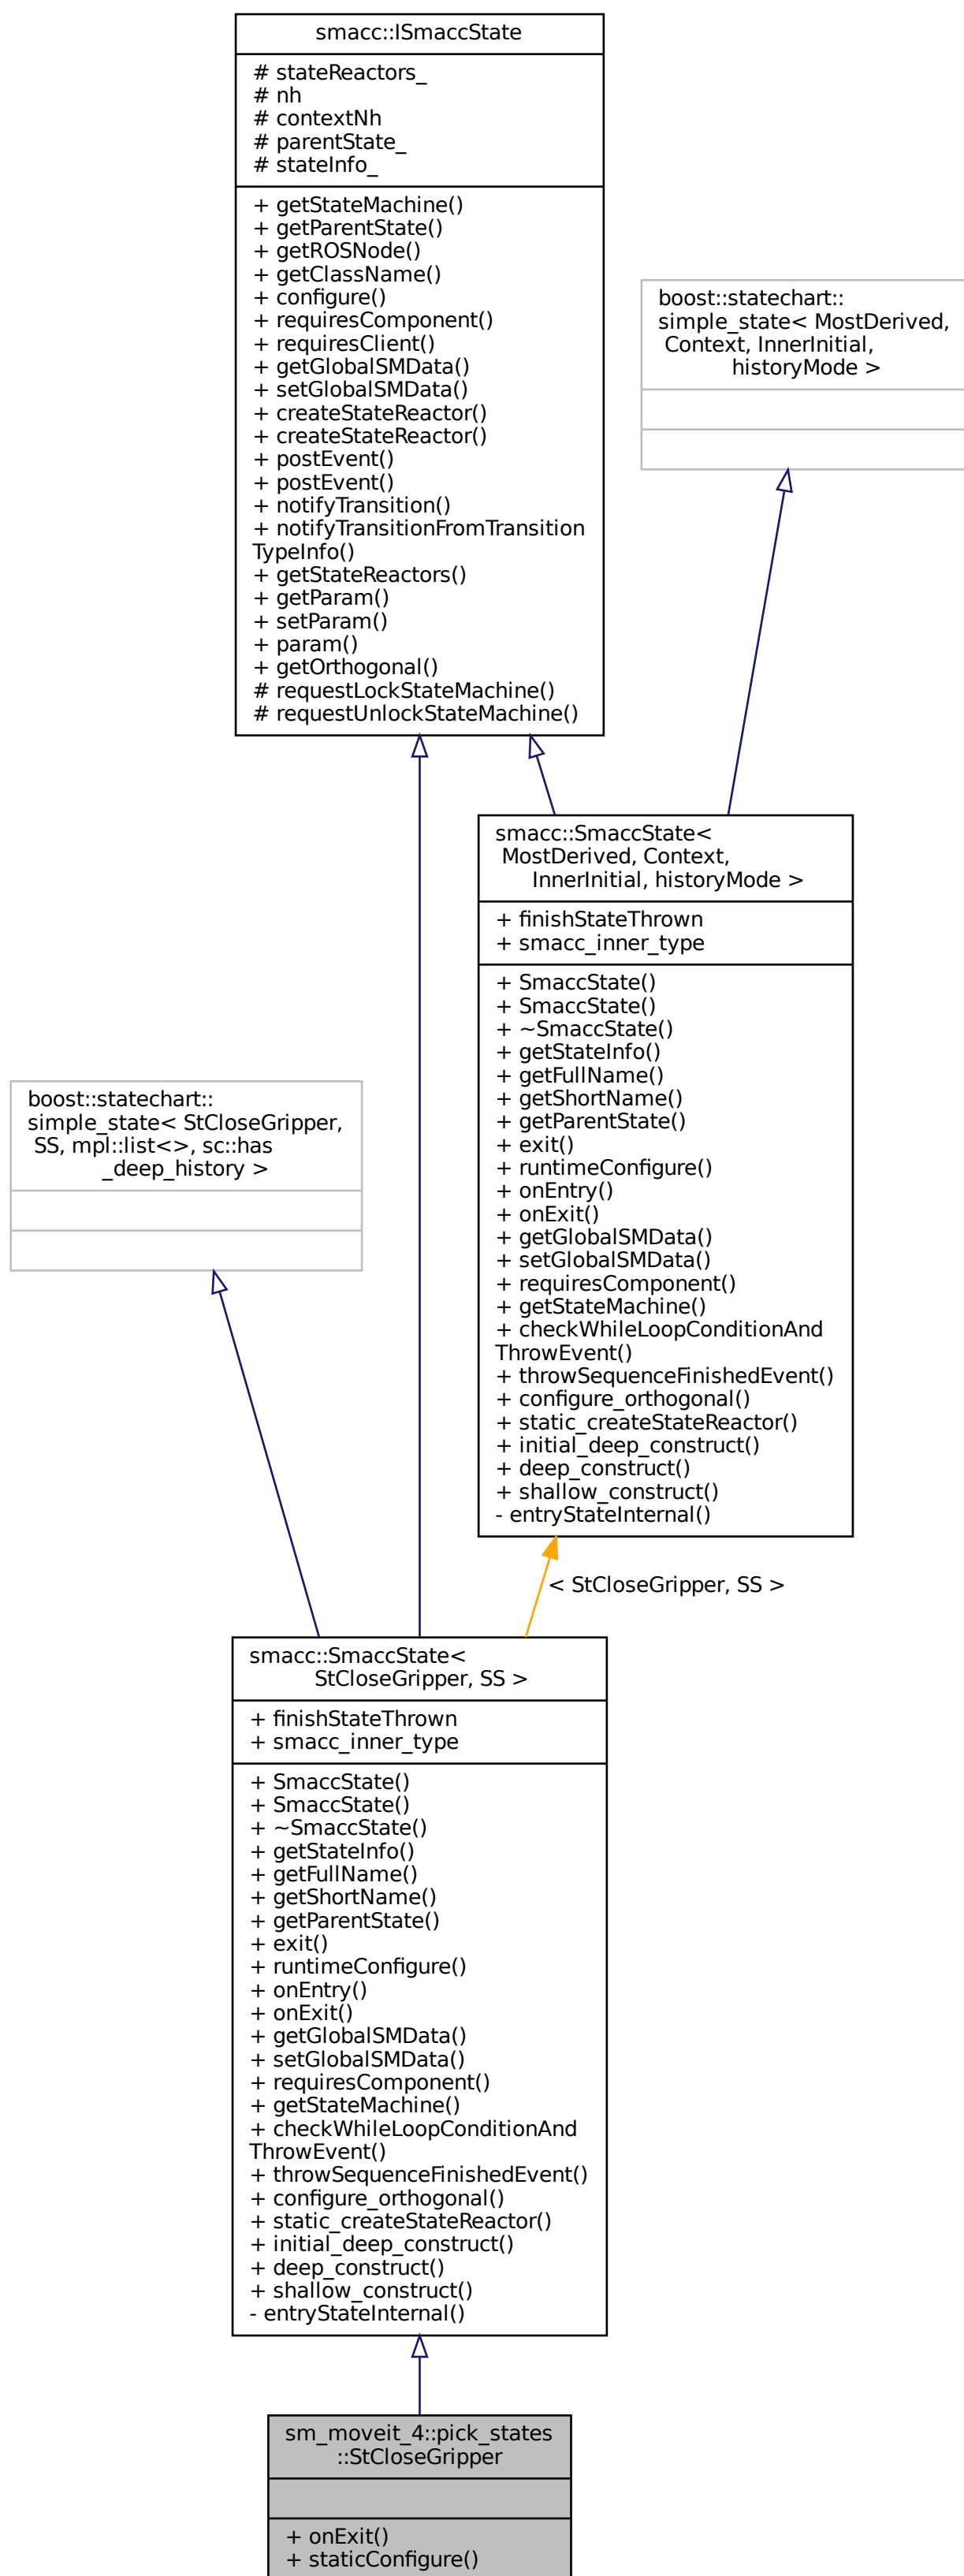 smacc::ISmaccState
# stateReactors_
# nh
# contextNh
# parentState_
# stateInfo_
+ getStateMachine()
+ getParentState()
+ getROSNode()
+ getClassName()
+ configure()
+ requiresComponent()
+ requiresClient()
+ getGlobalSMData()
+ setGlobalSMData()
+ createStateReactor()
+ createStateReactor()
+ postEvent()
+ postEvent()
+ notifyTransition()
+ notifyTransitionFromTransition
TypeInfo()
+ getStateReactors()
+ getParam()
+ setParam()
+ param()
+ getOrthogonal()
# requestLockStateMachine()
# requestUnlockStateMachine()
boost::statechart::
simple_state< MostDerived,
Context, InnerInitial,
historyMode >
smacc::SmaccState<
MostDerived, Context,
InnerInitial, historyMode >
+ finishStateThrown
+ smacc_inner_type
+ SmaccState()
+ SmaccState()
+ ~SmaccState()
+ getStateInfo()
+ getFullName()
+ getShortName()
+ getParentState()
+ exit()
+ runtimeConfigure()
+ onEntry()
+ onExit()
+ getGlobalSMData()
+ setGlobalSMData()
+ requiresComponent()
+ getStateMachine()
+ checkWhileLoopConditionAnd
ThrowEvent()
+ throwSequenceFinishedEvent()
+ configure_orthogonal()
+ static_createStateReactor()
+ initial_deep_construct()
+ deep_construct()
+ shallow_construct()
- entryStateInternal()
boost::statechart::
simple_state< StCloseGripper,
SS, mpl::list<>, sc::has
_deep_history >
< StCloseGripper, SS >
smacc::SmaccState<
StCloseGripper, SS >
+ finishStateThrown
+ smacc_inner_type
+ SmaccState()
+ SmaccState()
+ ~SmaccState()
+ getStateInfo()
+ getFullName()
+ getShortName()
+ getParentState()
+ exit()
+ runtimeConfigure()
+ onEntry()
+ onExit()
+ getGlobalSMData()
+ setGlobalSMData()
+ requiresComponent()
+ getStateMachine()
+ checkWhileLoopConditionAnd
ThrowEvent()
+ throwSequenceFinishedEvent()
+ configure_orthogonal()
+ static_createStateReactor()
+ initial_deep_construct()
+ deep_construct()
+ shallow_construct()
- entryStateInternal()
sm_moveit_4::pick_states
::StCloseGripper
+ onExit()
+ staticConfigure()